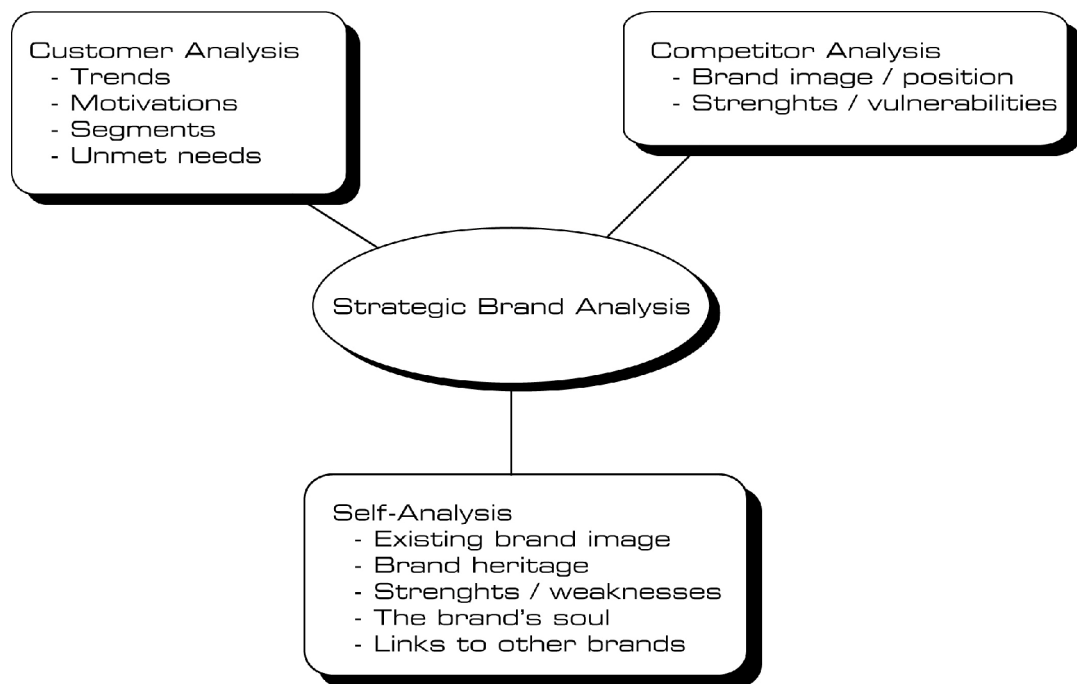 Customer Analysis
- Trends
- Motivations
- Segments
- Unmet needs
Competitor Analysis
- Brand image / position
- Strenghts / vulnerabilities
Strategic Brand Analysis
Self-Analysis
- Existing brand image
- Brand heritage
- Strenghts / weaknesses
- The brand's soul
- Links to other brands